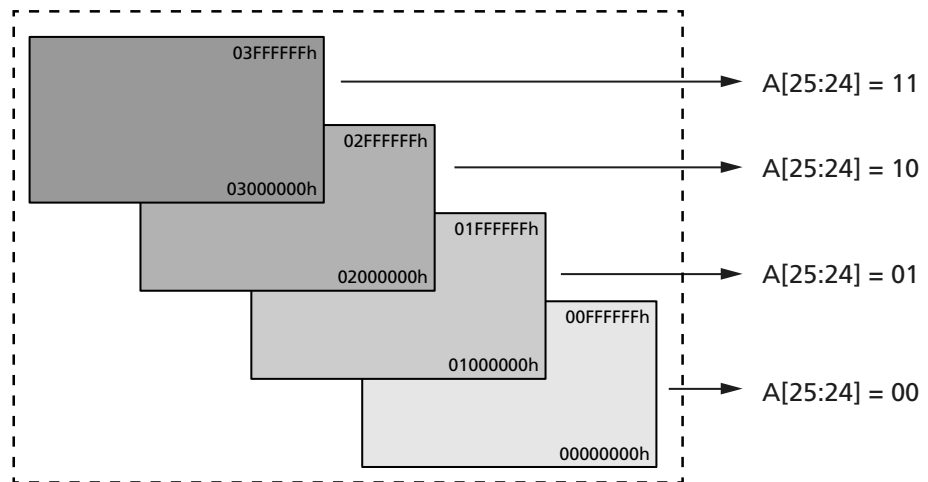 03FFFFFFh
A[25:24] = 11
03000000h
02FFFFFFh
A[25:24] = 10
02000000h
01FFFFFFh
A[25:24] = 01
01000000h
00FFFFFFh
A[25:24] = 00
00000000h